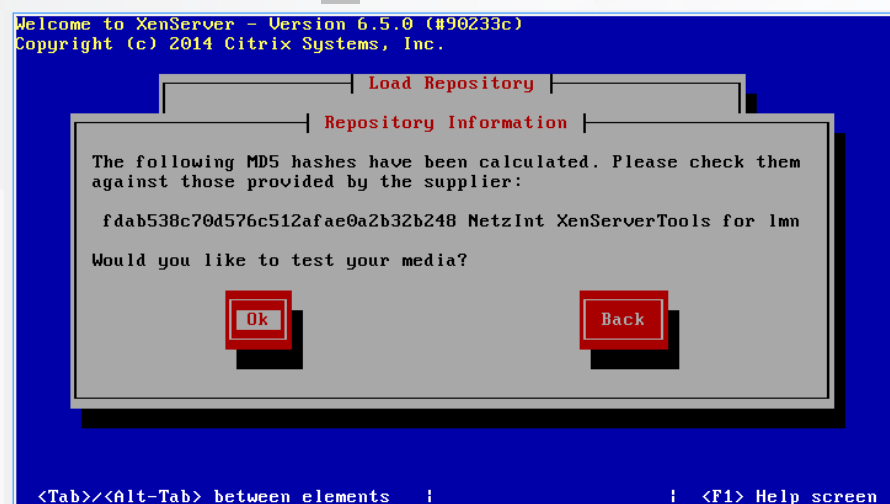 Welcome to XenServer - Version 6.5.0 (#90233c)
Copyright (c) 2014 Citrix Systems, Inc.
Load Repository
Repository Information
The following MD5 hashes have been calculated. Please check them
against those provided by the supplier:
fdab538c70d576c512afae0a2b32b248 NetzInt XenServerTools for lmn
Would you like to test your media?
Ok Back
<Tab>/<Alt-Tab> between elements | | <F1> Help screen